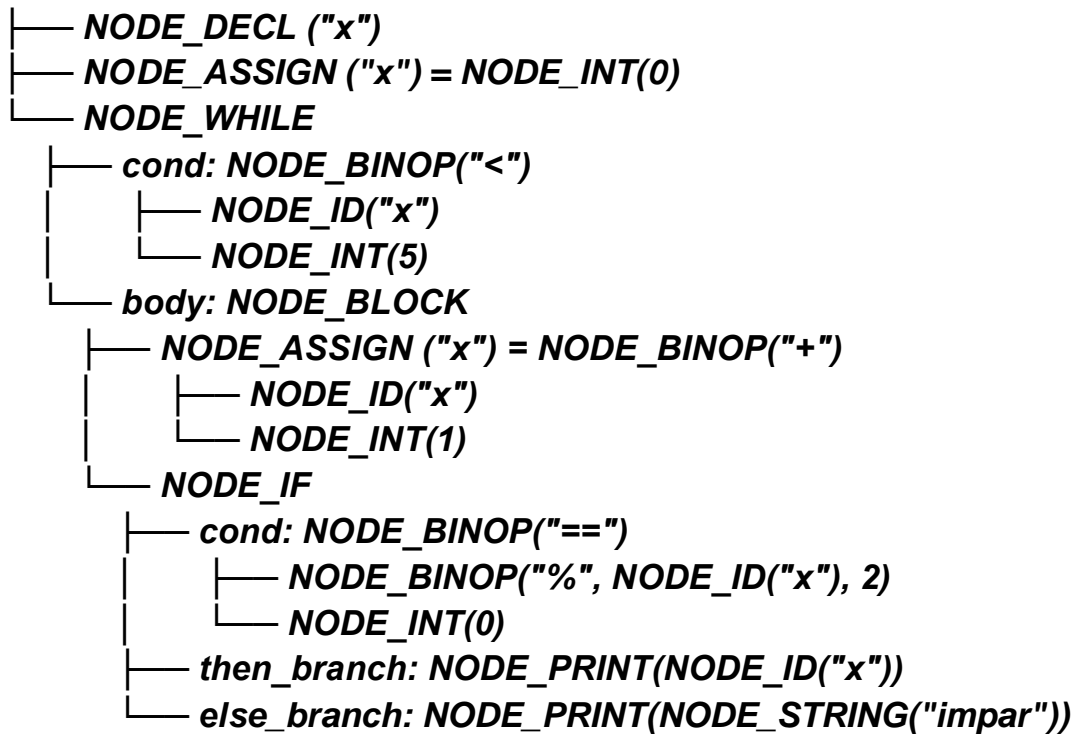 ├── NODE_DECL ("x")
├── NODE_ASSIGN ("x") = NODE_INT(0)
└── NODE_WHILE
    ├── cond: NODE_BINOP("<")
    │     ├── NODE_ID("x")
    │     └── NODE_INT(5)
    └── body: NODE_BLOCK
        ├── NODE_ASSIGN ("x") = NODE_BINOP("+")
        │     ├── NODE_ID("x")
        │     └── NODE_INT(1)
        └── NODE_IF
            ├── cond: NODE_BINOP("==")
            │     ├── NODE_BINOP("%", NODE_ID("x"), 2)
            │     └── NODE_INT(0)
            ├── then_branch: NODE_PRINT(NODE_ID("x"))
            └── else_branch: NODE_PRINT(NODE_STRING("impar"))